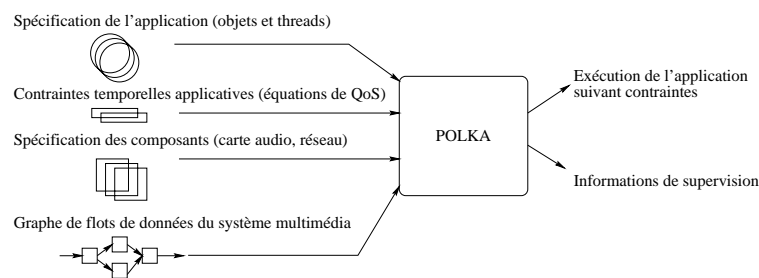 Spécification de l'application (objets et threads)
Contraintes temporelles applicatives (équations de QoS)
Spécification des composants (carte audio, réseau)
Graphe de flots de données du système multimédia
POLKA
Exécution de l'application
suivant contraintes
Informations de supervision